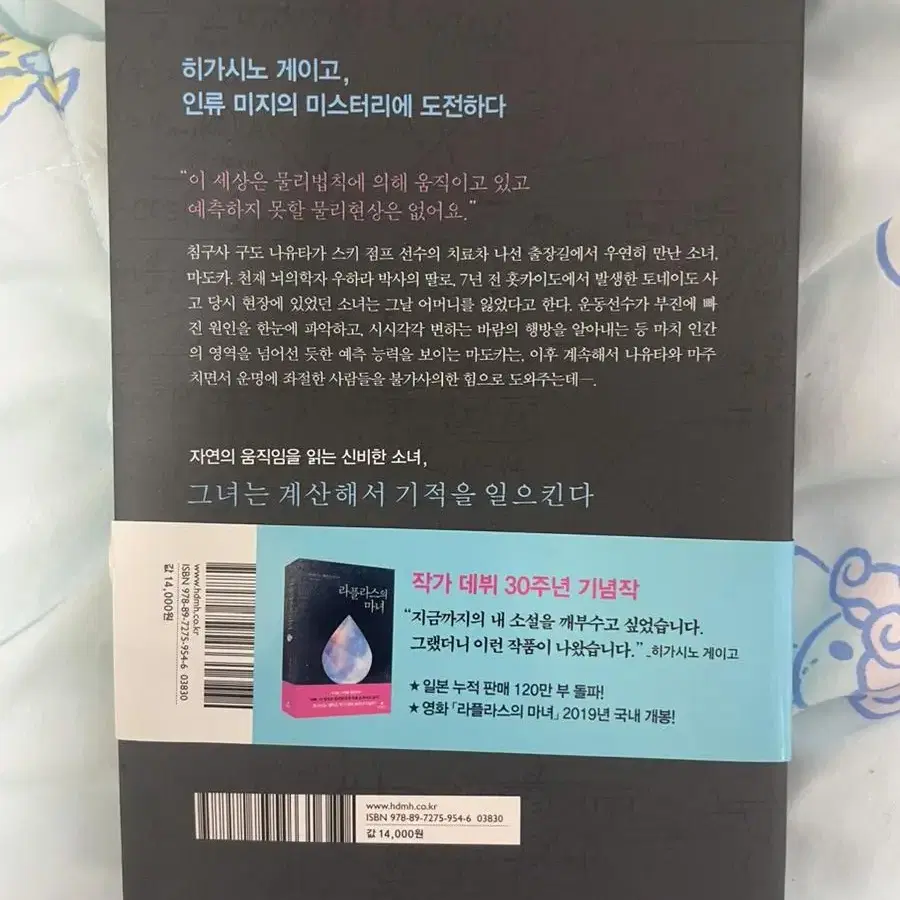 히가시노 게이고,
인류 미지의 미스터리에 도전하다
"이 세상은 물리법칙에 의해 움직이고 있고
예측하지 못할 물리현상은 없어요."
침구사 구도 나유타가 스키 점프 선수의 치료차 나선 출장길에서 우연히 만난 소녀,
마도카. 천재 뇌의학자 우하라 박사의 딸로, 7년 전 홋카이도에서 발생한 토네이도 사
고 당시 현장에 있었던 소녀는 그날 어머니를 잃었다고 한다. 운동선수가 부진에 빠
진 원인을 한눈에 파악하고, 시시각각 변하는 바람의 행방을 알아내는 등 마치 인간
의 영역을 넘어선 듯한 예측 능력을 보이는 마도카는, 이후 계속해서 나유타와 마주
치면서 운명에 좌절한 사람들을 불가사의한 힘으로 도와주는데―.
자연의 움직임을 읽는 신비한 소녀,
그녀는 계산해서 기적을 일으킨다
www.hdmh.co.kr
ISBN 978-89-7275-954-6 03830
값 14,000원
라플라스의
마녀
작가 데뷔 30주년 기념작
"지금까지의 내 소설을 깨부수고 싶었습니다.
그랬더니 이런 작품이 나왔습니다." _히가시노 게이고
★일본 누적 판매 120만 부 돌파!
★영화 「라플라스의 마녀」 2019년 국내 개봉!
www.hdmh.co.kr
ISBN 978-89-7275-954-6 03830
값 14,000원